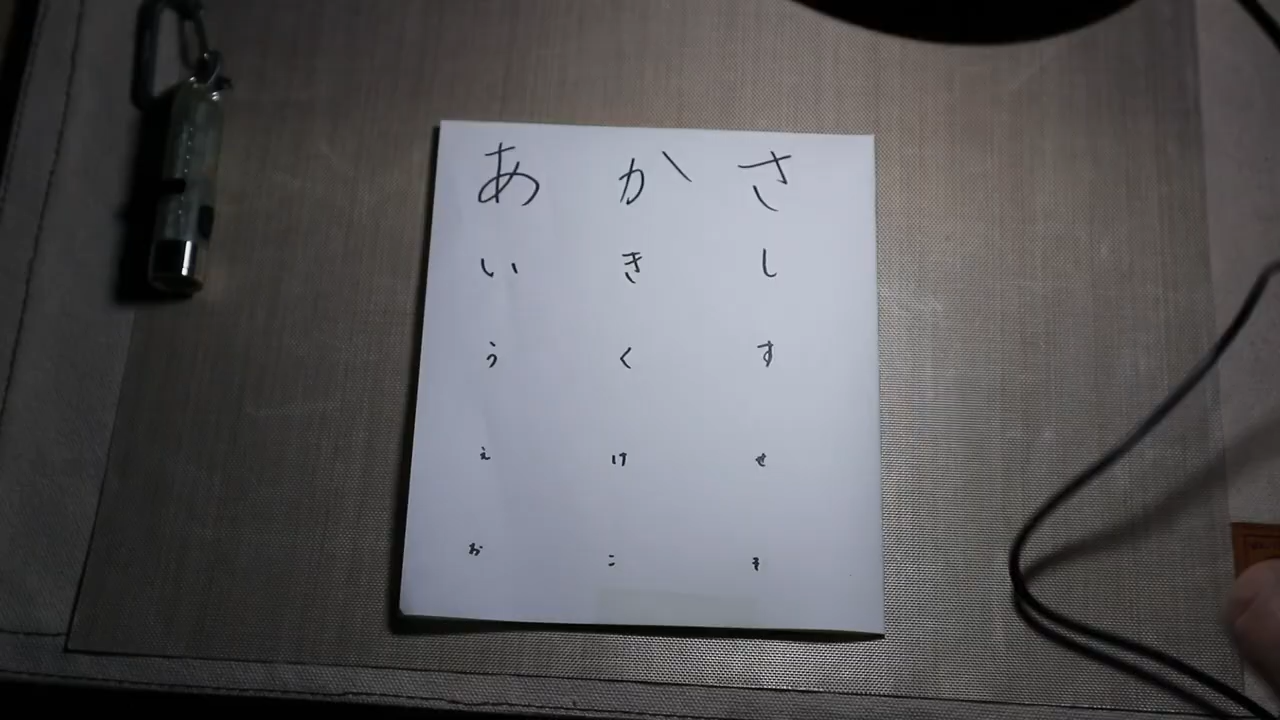 あ か さ
い き し
う く す
え け せ
お こ そ